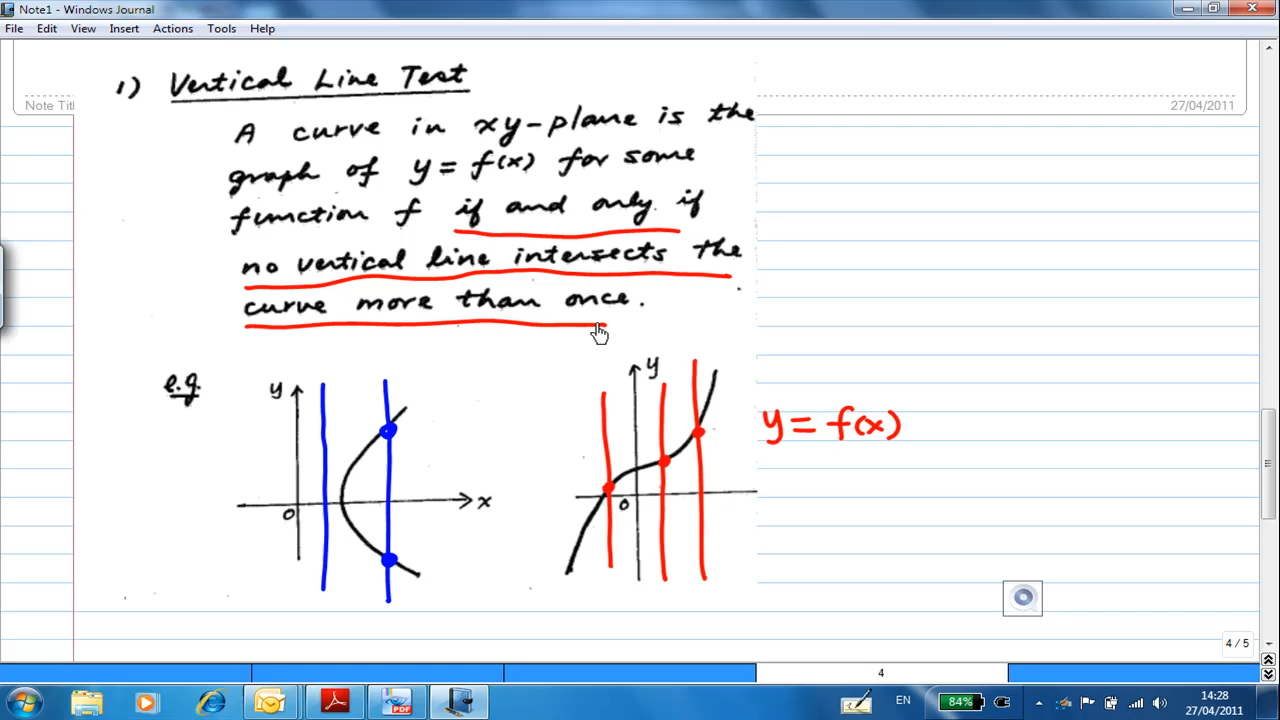 Note1 - Windows Journal
File Edit View Insert Actions Tools Help
Note Titl
27/04/2011
1) Vertical Line Test
A curve in xy-plane is the
graph of y = f(x) for some
function f if and only if
no vertical line intersects the
curve more than once.
e.g.
y
0
x
y
0
y = f(x)
4 / 5
4
PDF
EN
84%
14:28
27/04/2011